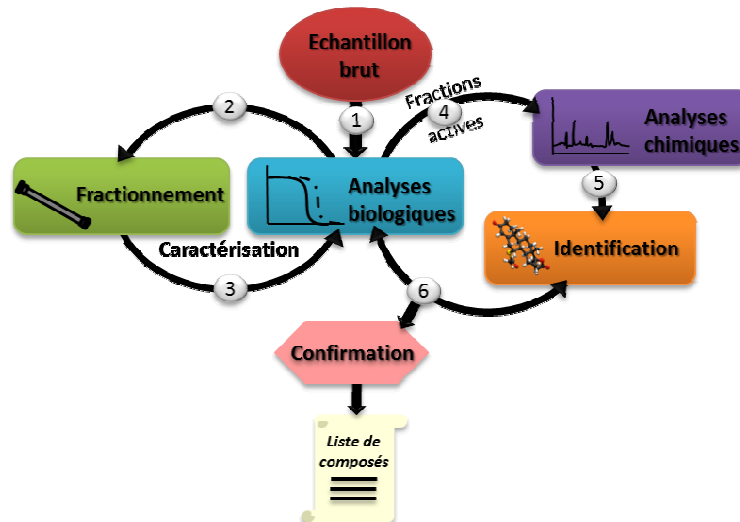 Echantillon
brut
1
2
Fractions
4
actives
Analyses
chimiques
Fractionnement
Analyses
biologiques
5
Caractérisation
Identification
3
6
Confirmation
Liste de
composés